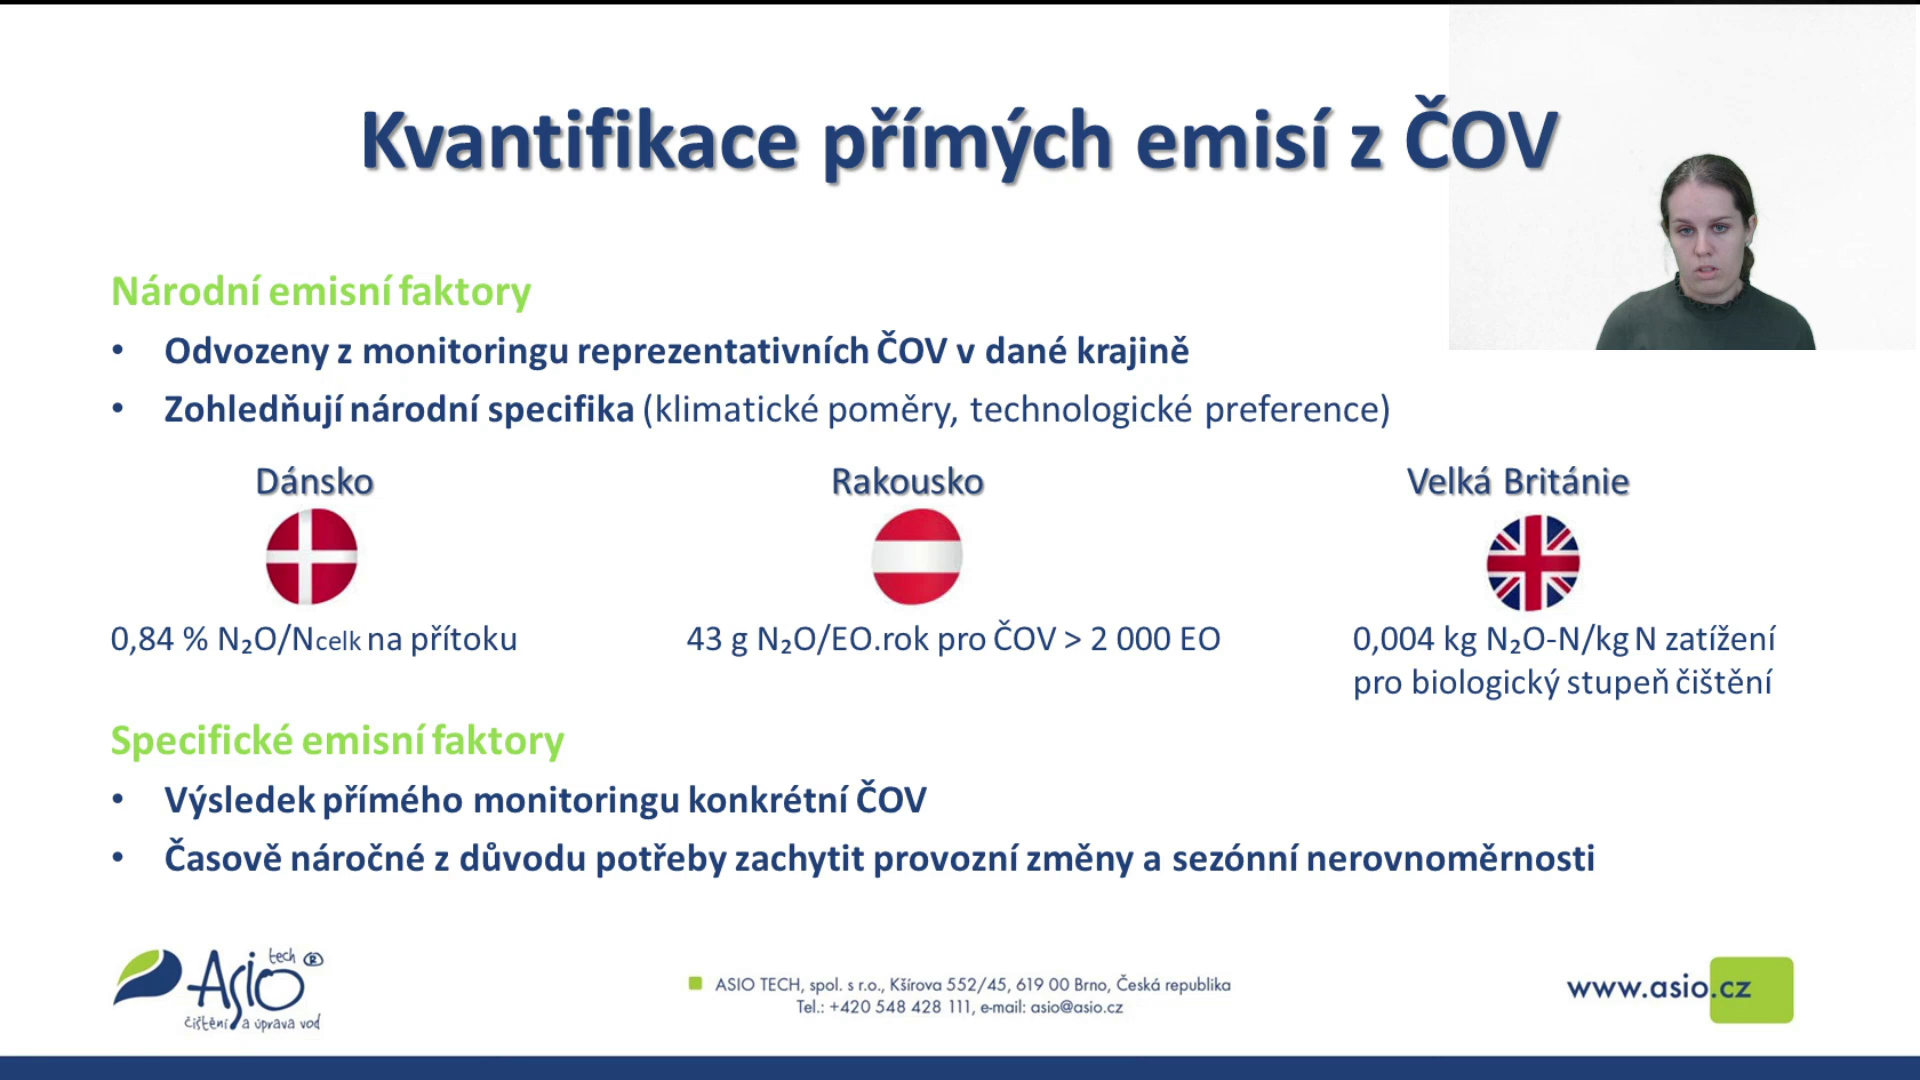 Kvantifikace přímých emisí z ČOV
Národní emisní faktory
• Odvozeny z monitoringu reprezentativních ČOV v dané krajině
• Zohledňují národní specifika (klimatické poměry, technologické preference)
Dánsko
Rakousko
Velká Británie
0,84 % N₂O/Ncelk na přítoku
43 g N₂O/EO.rok pro ČOV > 2 000 EO
0,004 kg N₂O-N/kg N zatížení
pro biologický stupeň čištění
Specifické emisní faktory
• Výsledek přímého monitoringu konkrétní ČOV
• Časově náročné z důvodu potřeby zachytit provozní změny a sezónní nerovnoměrnosti
Asio tech ®
čištění a úprava vod
ASIO TECH, spol. s r.o., Kšírova 552/45, 619 00 Brno, Česká republika
Tel.: +420 548 428 111, e-mail: asio@asio.cz
www.asio.cz